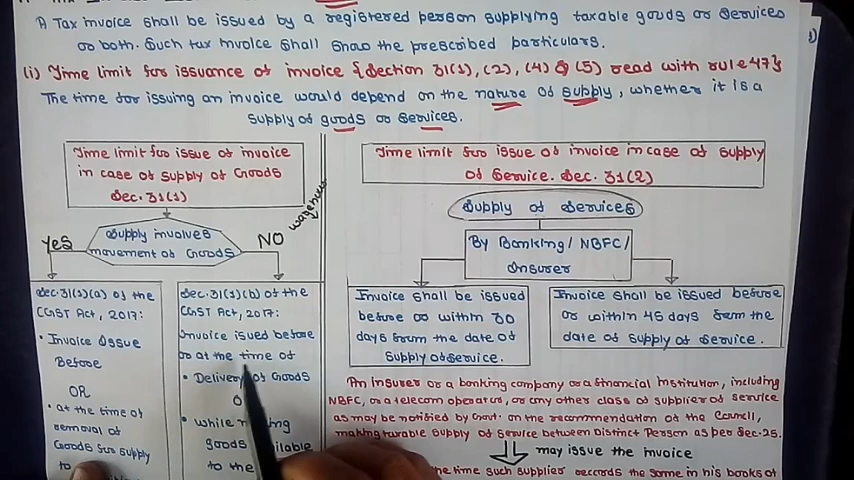 A Tax invoice shall be issued by a registered person supplying taxable goods or services
or both. Such tax invoice shall show the prescribed particulars.
(i) Time limit for issuance of invoice {Section 31(1), (2), (4) & (5) read with rule 47}
The time for issuing an invoice would depend on the nature of supply, whether it is a
supply of goods or services.
Time limit for issue of invoice
in case of supply of Goods
Sec. 31(1)
Supply involves
movement of Goods
Yes
NO
Sec. 31(1)(a) of the
CGST Act, 2017:
• Invoice Issue
Before
OR
• at the time of
removal of
Goods for supply
to
Sec. 31(1)(b) of the
CGST Act, 2017:
Invoice isued before
or at the time of
• Delivery of Goods
• while
goods
to the
Time limit for issue of invoice in case of supply
of Service. Sec. 31(2)
Supply of Services
By Banking/NBFC/
Insurer
Invoice shall be issued
before or within 30
days from the date of
supply of service.
Invoice shall be issued before
or within 45 days from the
date of supply of service.
An insurer or a banking company or a financial Institution, including
NBFC, or a telecom operator, or any other class of supplier of service
as may be notified by Govt. on the recommendation of the Council,
making taxable supply of service between Distinct Person as per Sec. 25.
may issue the invoice
the time such supplier records the same in his books of